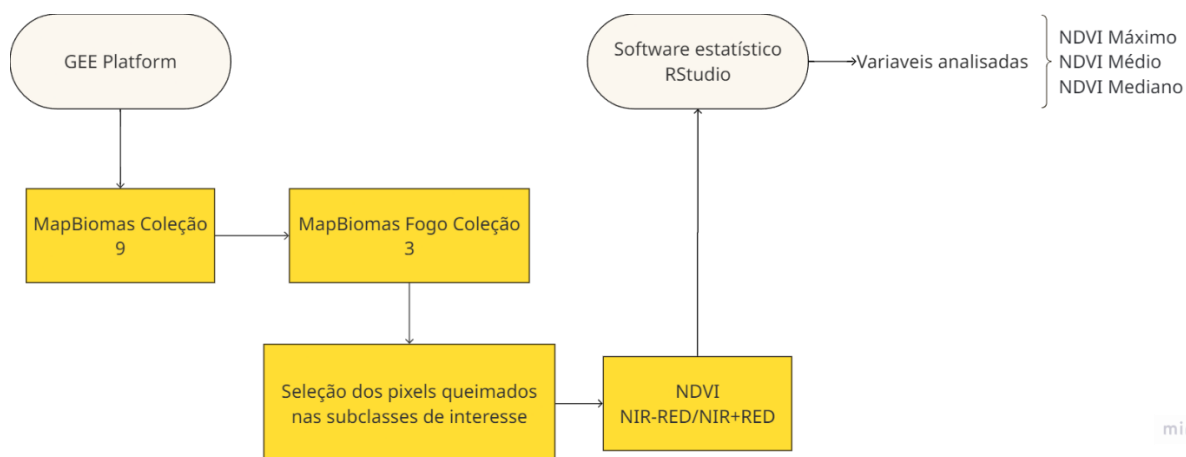 GEE Platform
MapBiomas Coleção
9
MapBiomas Fogo Coleção
3
Seleção dos pixels queimados
nas subclasses de interesse
NDVI
NIR-RED/NIR+RED
Software estatístico
RStudio
Variaveis analisadas
NDVI Máximo
NDVI Médio
NDVI Mediano